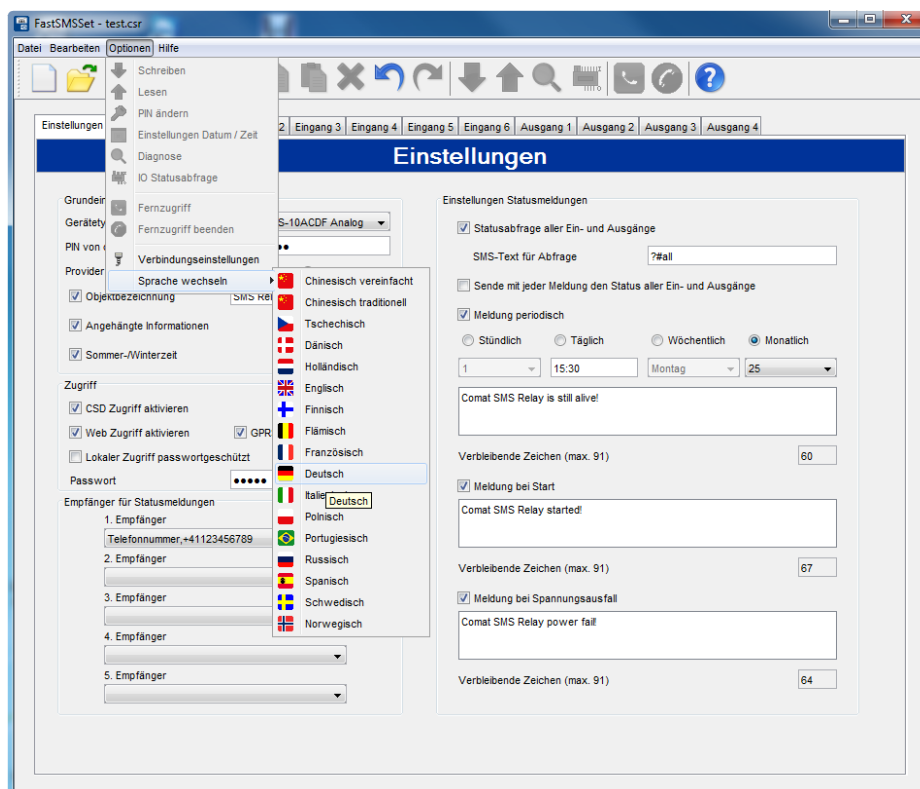 FastSMSSet - test.csr
Datei Bearbeiten Optionen Hilfe
Schreiben
Lesen
PIN ändern
Einstellungen Datum / Zeit
Diagnose
IO Statusabfrage
Fernzugriff
Fernzugriff beenden
Verbindungseinstellungen
Sprache wechseln
Chinesisch vereinfacht
Chinesisch traditionell
Tschechisch
Dänisch
Holländisch
Englisch
Finnisch
Flämisch
Französisch
Deutsch
Deutsch
Polnisch
Portugiesisch
Russisch
Spanisch
Schwedisch
Norwegisch
Einstellungen 2 Eingang 3 Eingang 4 Eingang 5 Eingang 6 Ausgang 1 Ausgang 2 Ausgang 3 Ausgang 4
Einstellungen
S-10ACDF Analog
PIN von
Provider
Objektbezeichnung SMS
Angehängte Informationen
Sommer-/Winterzeit
Zugriff
CSD Zugriff aktivieren
Web Zugriff aktivieren
Lokaler Zugriff passwortgeschützt
Passwort •••••
Empfänger für Statusmeldungen
1. Empfänger
Telefonnummer,+41123456789
2. Empfänger
3. Empfänger
4. Empfänger
5. Empfänger
Einstellungen Statusmeldungen
Statusabfrage aller Ein- und Ausgänge
SMS-Text für Abfrage ?#all
Sende mit jeder Meldung den Status aller Ein- und Ausgänge
Meldung periodisch
Stündlich Täglich Wöchentlich Monatlich
1 15:30 Montag 25
Comat SMS Relay is still alive!
Verbleibende Zeichen (max. 91) 60
Meldung bei Start
Comat SMS Relay started!
Verbleibende Zeichen (max. 91) 67
Meldung bei Spannungsausfall
Comat SMS Relay power fail!
Verbleibende Zeichen (max. 91) 64